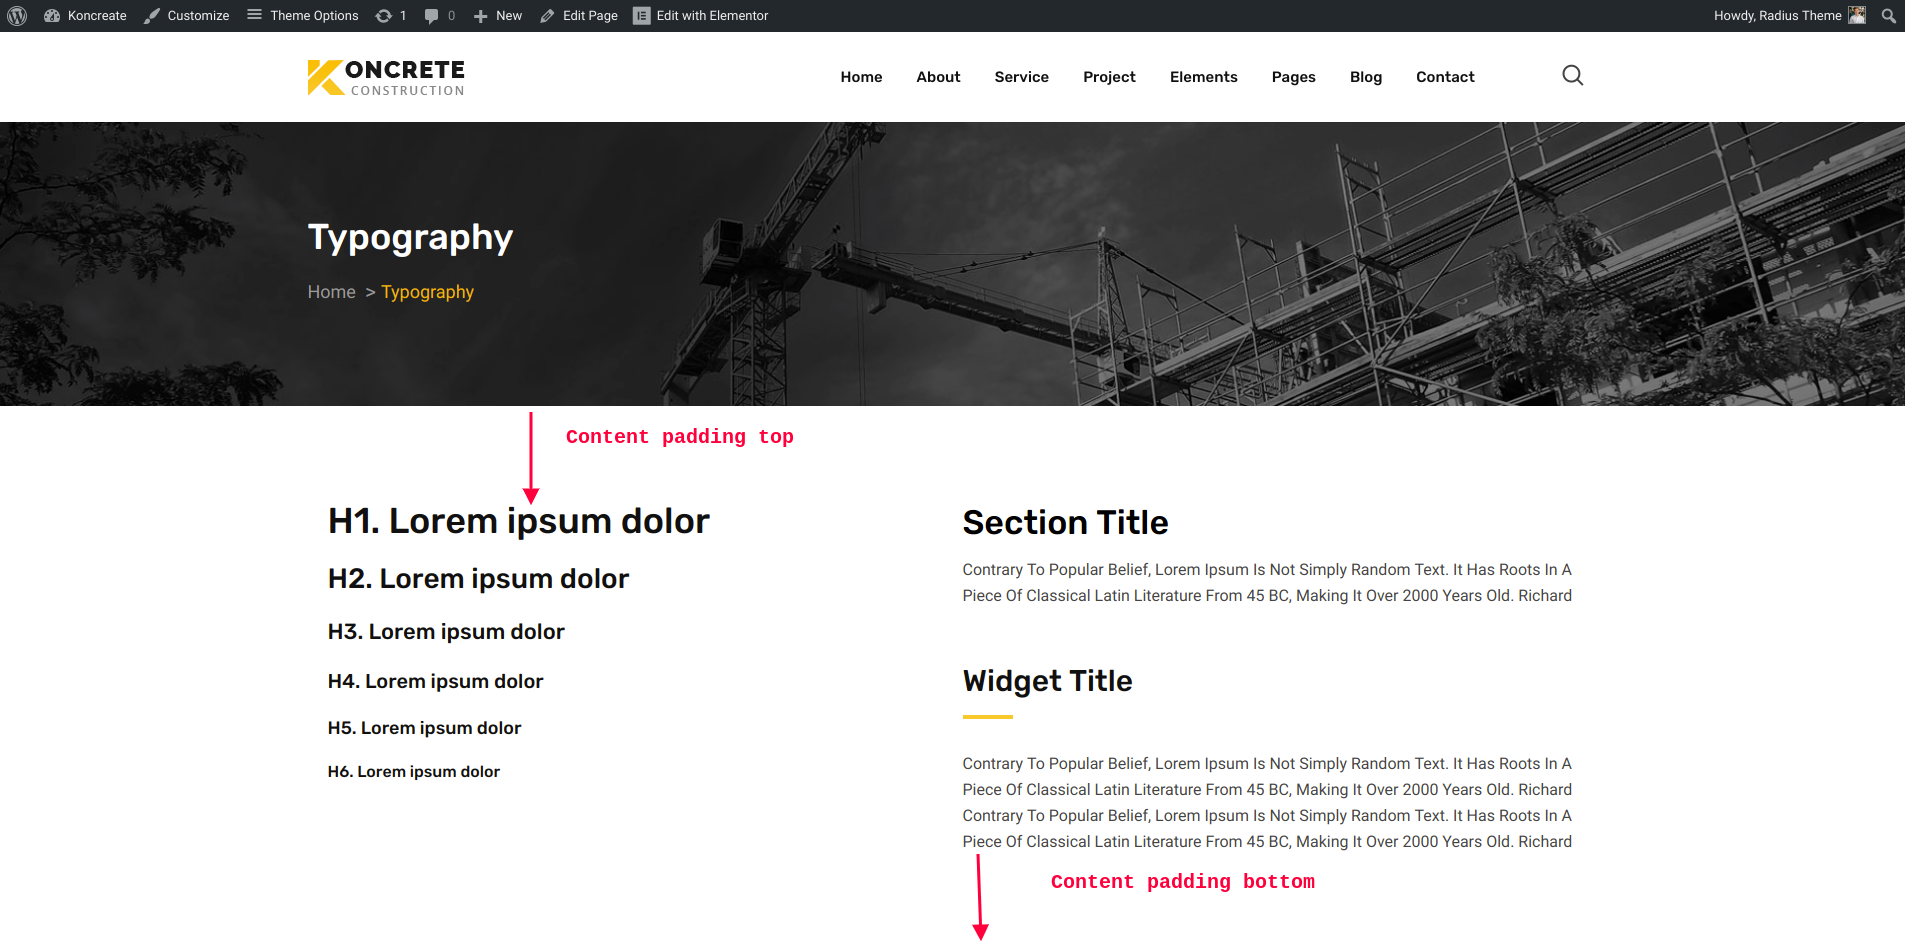 Koncreate Customize Theme Options 1 0 New Edit Page Edit with Elementor Howdy, Radius Theme
KONCRETE
CONSTRUCTION
Home About Service Project Elements Pages Blog Contact
Typography
Home > Typography
Content padding top
H1. Lorem ipsum dolor
H2. Lorem ipsum dolor
H3. Lorem ipsum dolor
H4. Lorem ipsum dolor
H5. Lorem ipsum dolor
H6. Lorem ipsum dolor
Section Title
Contrary To Popular Belief, Lorem Ipsum Is Not Simply Random Text. It Has Roots In A
Piece Of Classical Latin Literature From 45 BC, Making It Over 2000 Years Old. Richard
Widget Title
Contrary To Popular Belief, Lorem Ipsum Is Not Simply Random Text. It Has Roots In A
Piece Of Classical Latin Literature From 45 BC, Making It Over 2000 Years Old. Richard
Contrary To Popular Belief, Lorem Ipsum Is Not Simply Random Text. It Has Roots In A
Piece Of Classical Latin Literature From 45 BC, Making It Over 2000 Years Old. Richard
Content padding bottom